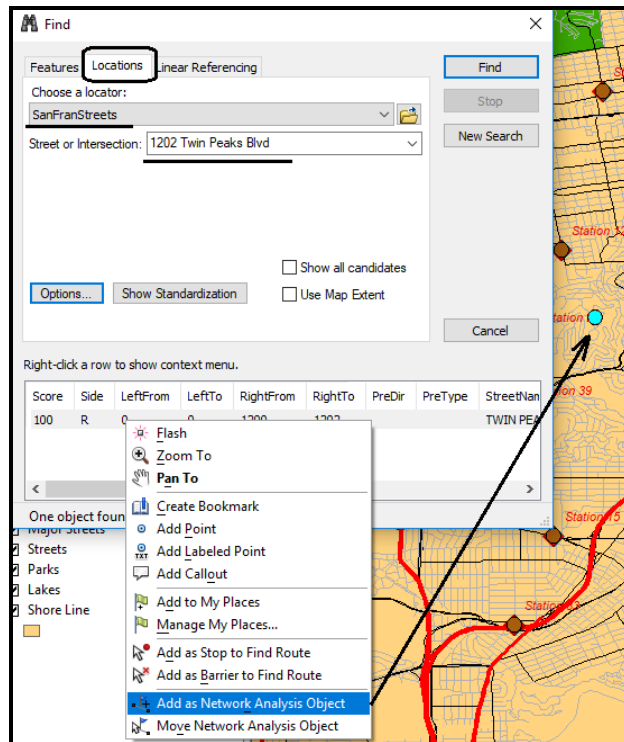 Find
Features Locations Linear Referencing
Find
Choose a locator:
SanFranStreets
Stop
Street or Intersection: 1202 Twin Peaks Blvd
New Search
Show all candidates
Options... Show Standardization Use Map Extent
Cancel
Right-click a row to show context menu.
Score Side LeftFrom LeftTo RightFrom RightTo PreDir PreType StreetNam
100 R 0 0 1200 1202 TWIN PEA
One object foun
Flash
Zoom To
Pan To
Create Bookmark
Add Point
TXT Add Labeled Point
Add Callout
Add to My Places
Manage My Places...
Add as Stop to Find Route
Add as Barrier to Find Route
Add as Network Analysis Object
Move Network Analysis Object
Major Streets
Streets
Parks
Lakes
Shore Line
Station 1
tation
on 39
Station 15